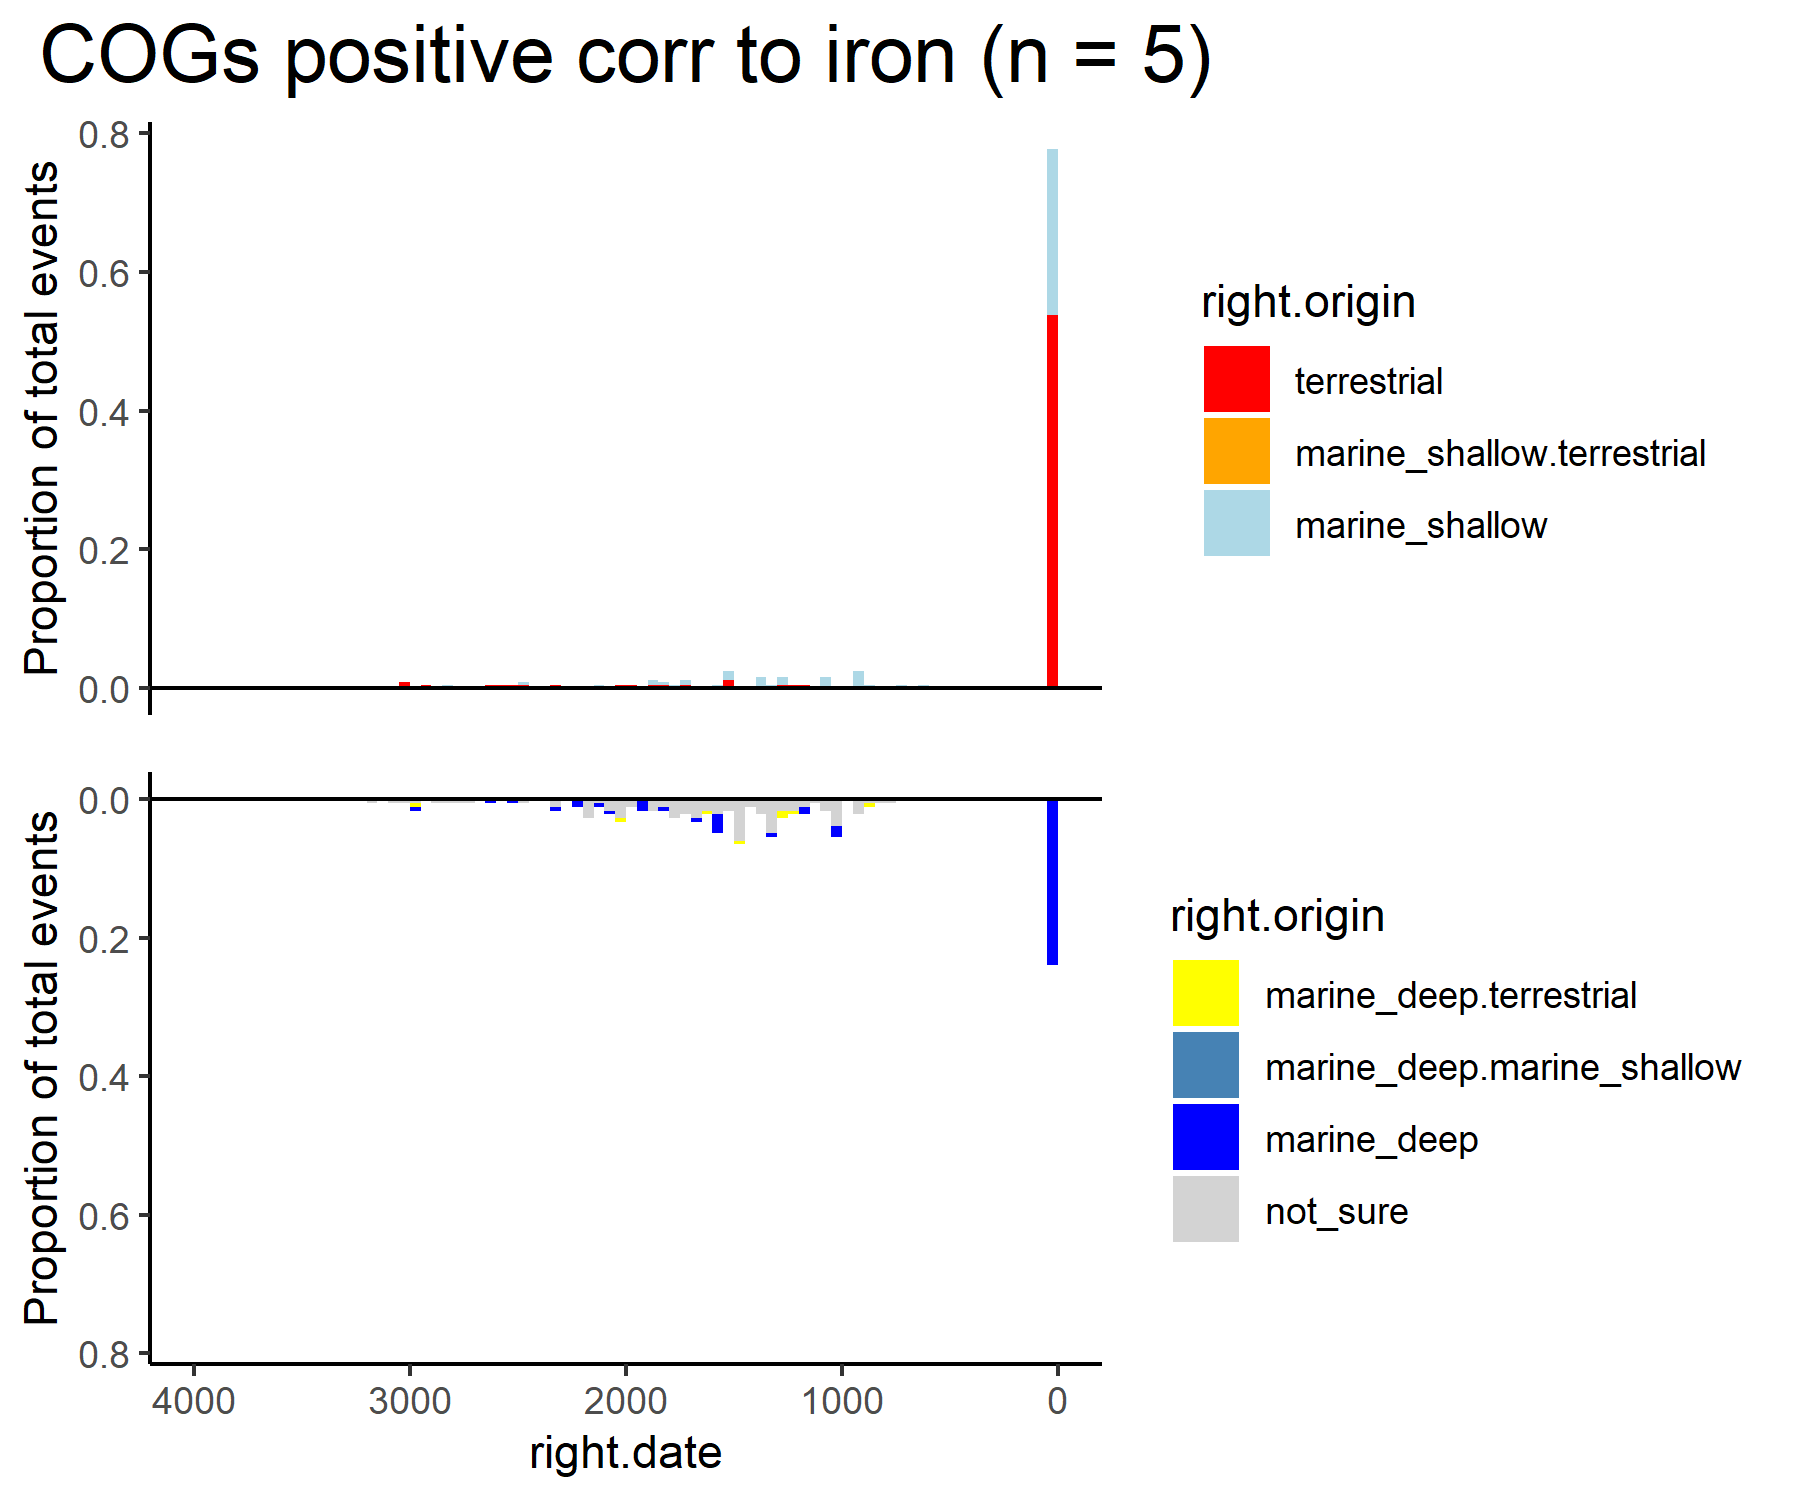 COGs positive corr to iron (n = 5)
Proportion of total events
0.8
0.6
0.4
0.2
0.0
right.origin
terrestrial
marine_shallow.terrestrial
marine_shallow
Proportion of total events
0.0
0.2
0.4
0.6
0.8
4000 3000 2000 1000 0
right.date
right.origin
marine_deep.terrestrial
marine_deep.marine_shallow
marine_deep
not_sure